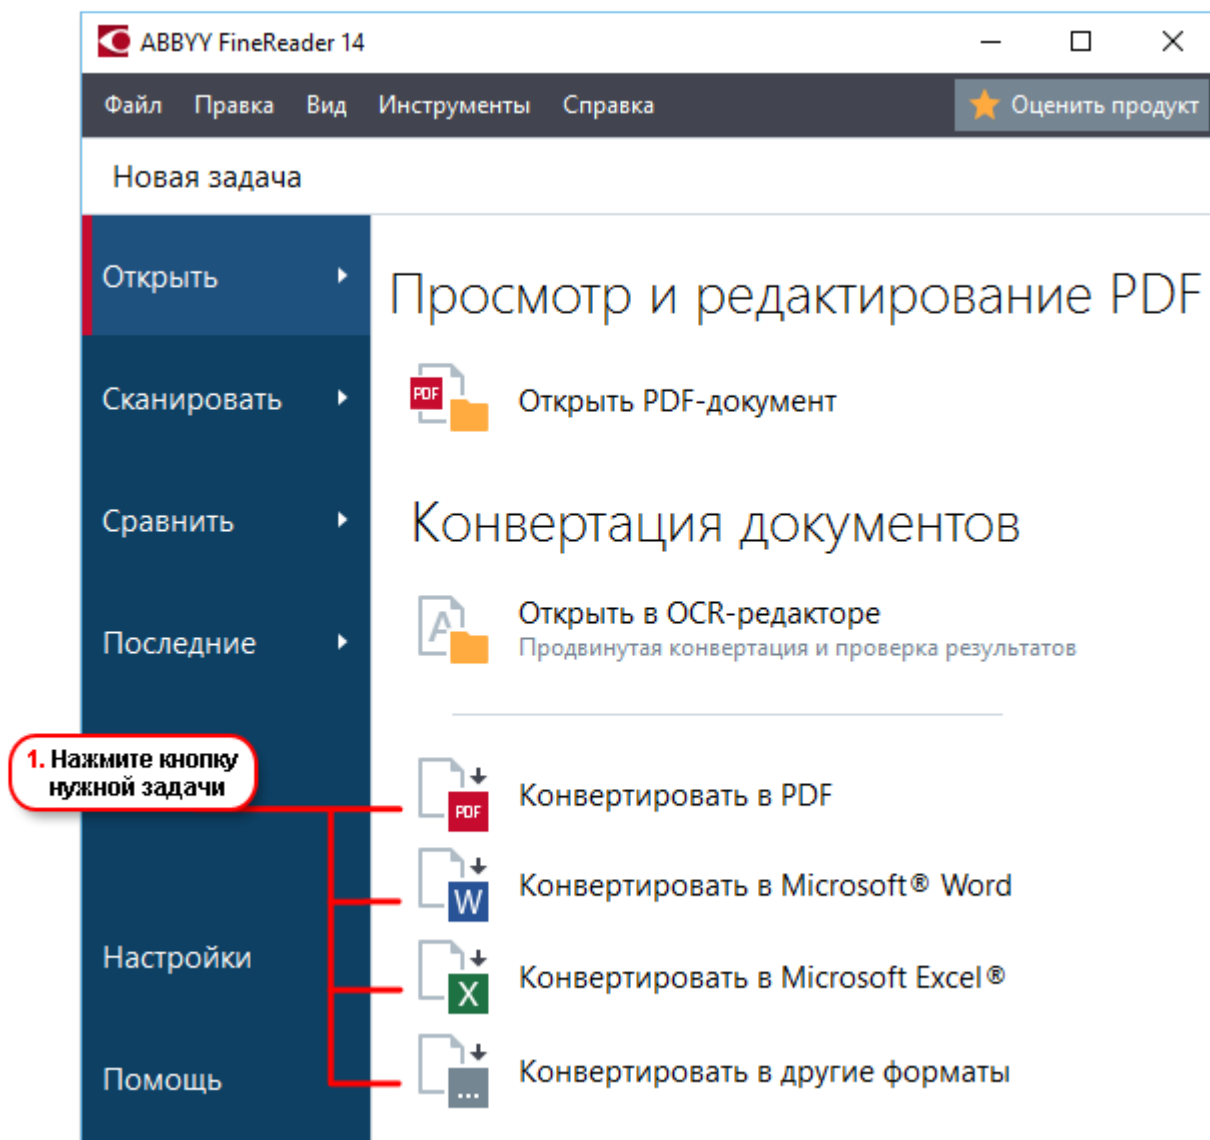 ABBYY FineReader 14
Файл Правка Вид Инструменты Справка Оценить продукт
Новая задача
Открыть
Сканировать
Сравнить
Последние
1. Нажмите кнопку
нужной задачи
Настройки
Помощь
Просмотр и редактирование PDF
PDF
Открыть PDF-документ
Конвертация документов
A
Открыть в OCR-редакторе
Продвинутая конвертация и проверка результатов
PDF
Конвертировать в PDF
W
Конвертировать в Microsoft® Word
X
Конвертировать в Microsoft Excel®
...
Конвертировать в другие форматы